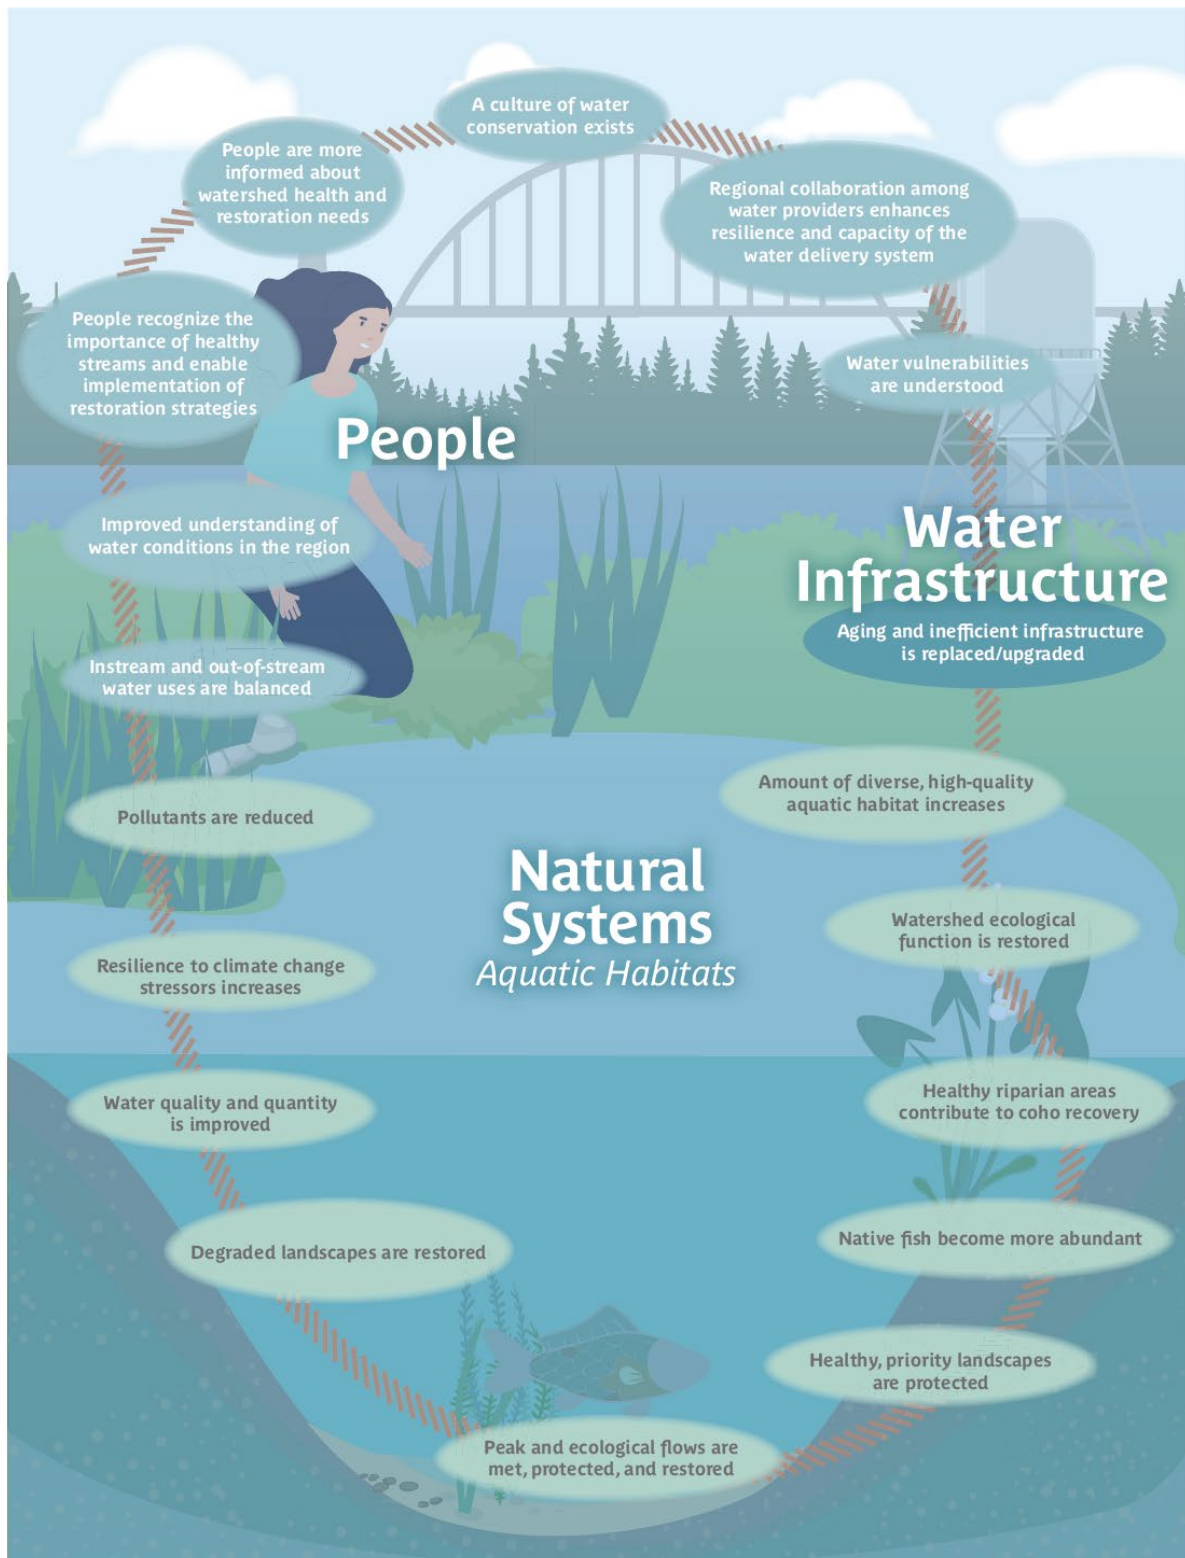 A culture of water
conservation exists
People are more
informed about
watershed health and
restoration needs
Regional collaboration among
water providers enhances
resilience and capacity of the
water delivery system
People recognize the
importance of healthy
streams and enable
implementation of
restoration strategies
Water vulnerabilities
are understood
People
Improved understanding of
water conditions in the region
Water
Infrastructure
Aging and inefficient infrastructure
is replaced/upgraded
Instream and out-of-stream
water uses are balanced
Amount of diverse, high-quality
aquatic habitat increases
Pollutants are reduced
Natural
Systems
Aquatic Habitats
Watershed ecological
function is restored
Resilience to climate change
stressors increases
Healthy riparian areas
contribute to coho recovery
Water quality and quantity
is improved
Native fish become more abundant
Degraded landscapes are restored
Healthy, priority landscapes
are protected
Peak and ecological flows are
met, protected, and restored